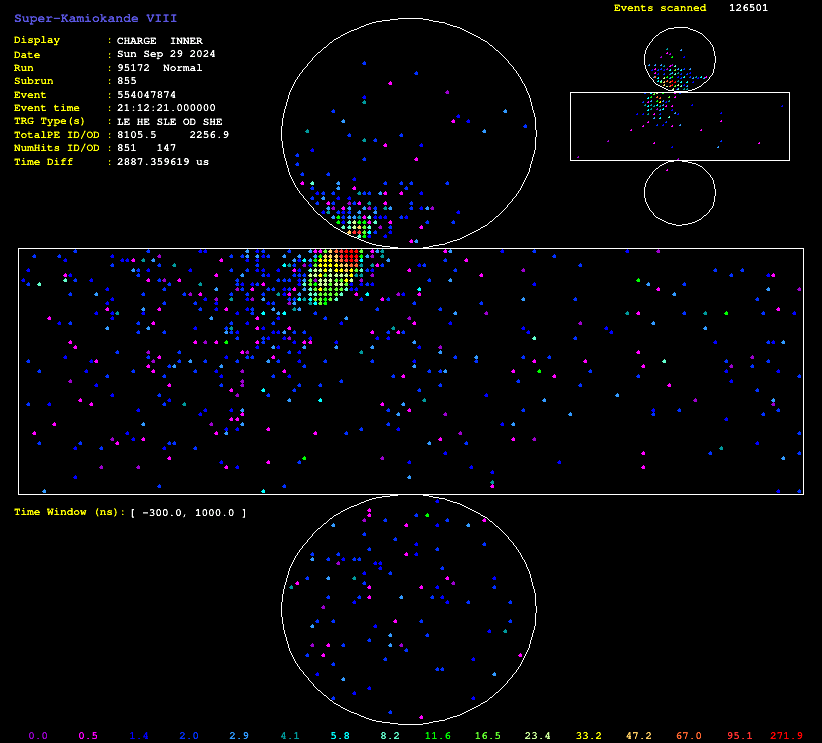 Super-Kamiokande VIII
Events scanned 126501
Display : CHARGE INNER
Date : Sun Sep 29 2024
Run : 95172 Normal
Subrun : 855
Event : 554047874
Event time : 21:12:21.000000
TRG Type(s) : LE HE SLE OD SHE
TotalPE ID/OD : 8105.5 2256.9
NumHits ID/OD : 851 147
Time Diff : 2887.359619 us
Time Window (ns): [ -300.0, 1000.0 ]
0.0 0.5 1.4 2.0 2.9 4.1 5.8 8.2 11.6 16.5 23.4 33.2 47.2 67.0 95.1 271.9